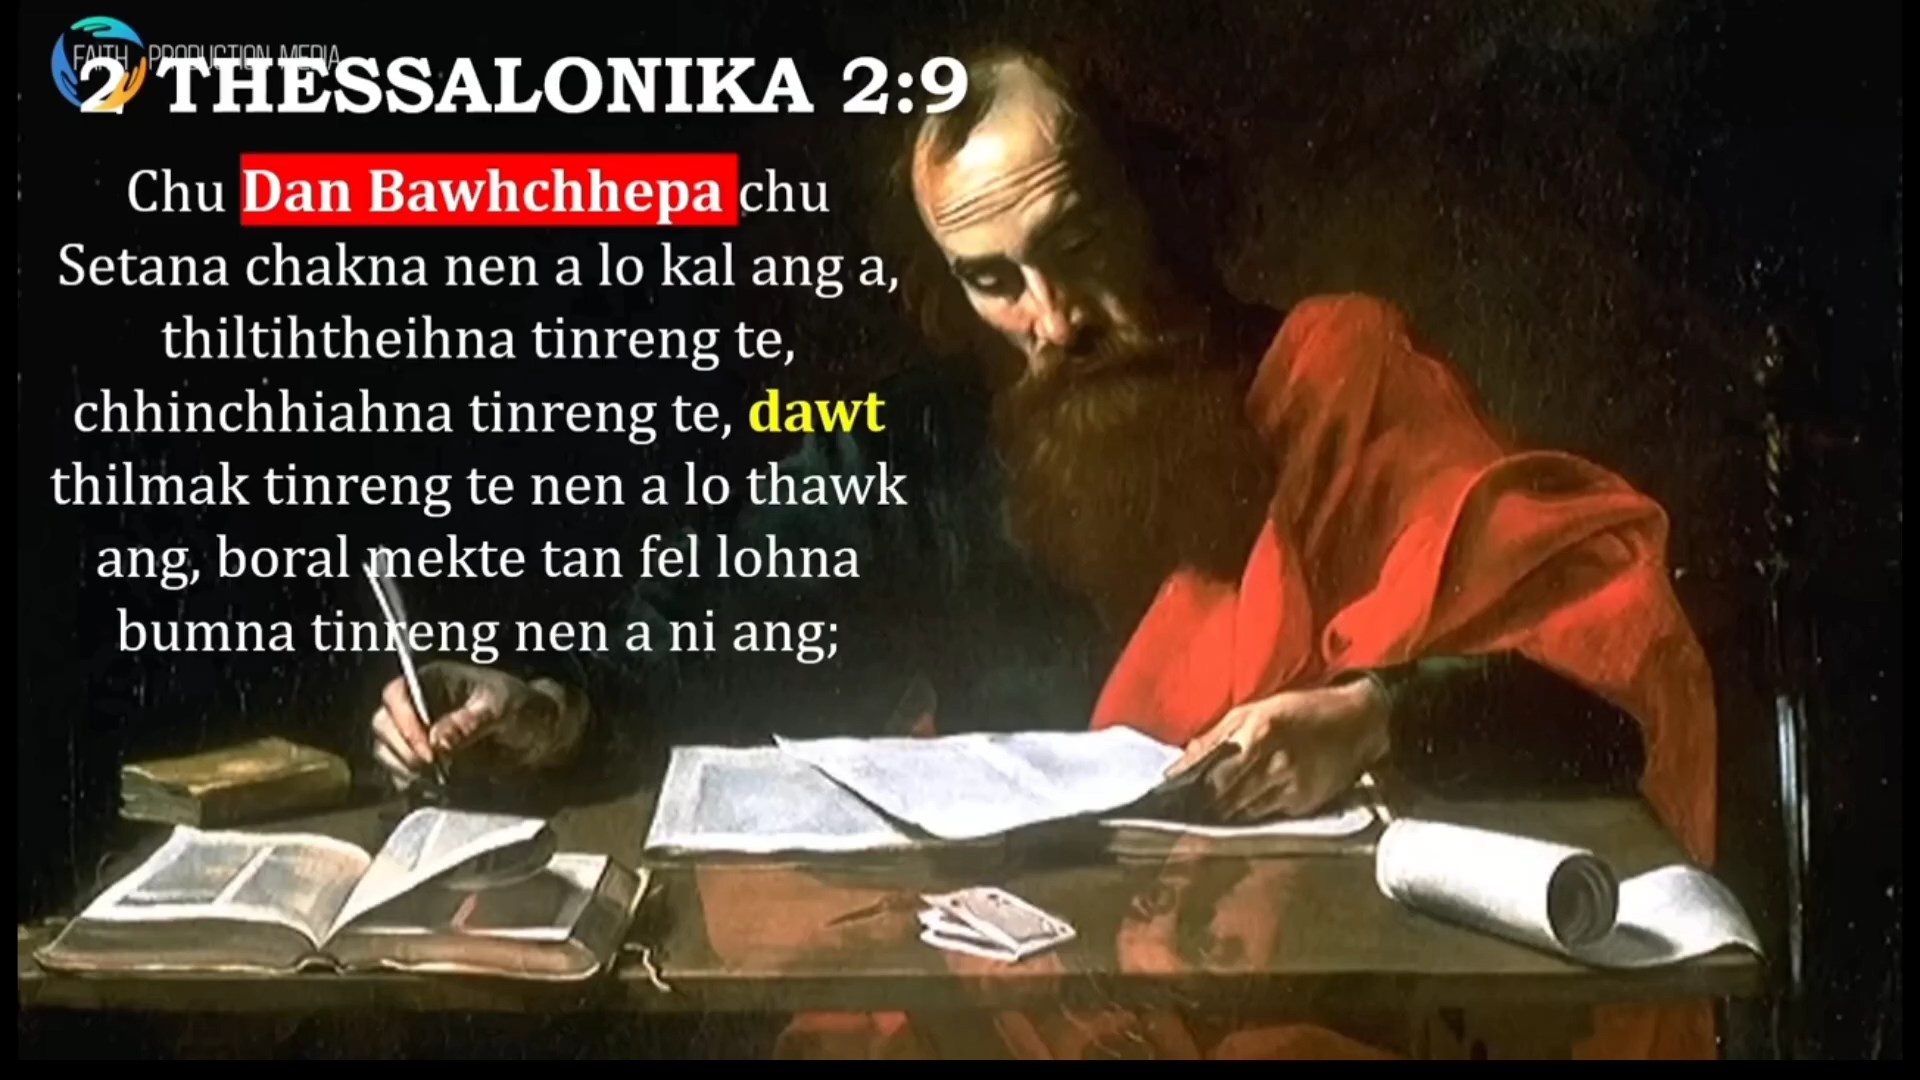 FAITH PRODUCTION MEDIA
2 THESSALONIKA 2:9
Chu Dan Bawhchhepa chu
Setana chakna nen a lo kal ang a,
thiltihtheihna tinreng te,
chhinchhiahna tinreng te, dawt
thilmak tinreng te nen a lo thawk
ang, boral mekte tan fel lohna
bumna tinreng nen a ni ang;